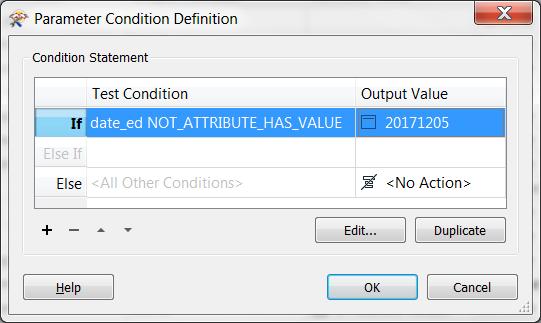 Parameter Condition Definition
Condition Statement
Test Condition Output Value
If date_ed NOT_ATTRIBUTE_HAS_VALUE 20171205
Else If
Else <All Other Conditions> <No Action>
Edit... Duplicate
Help OK Cancel